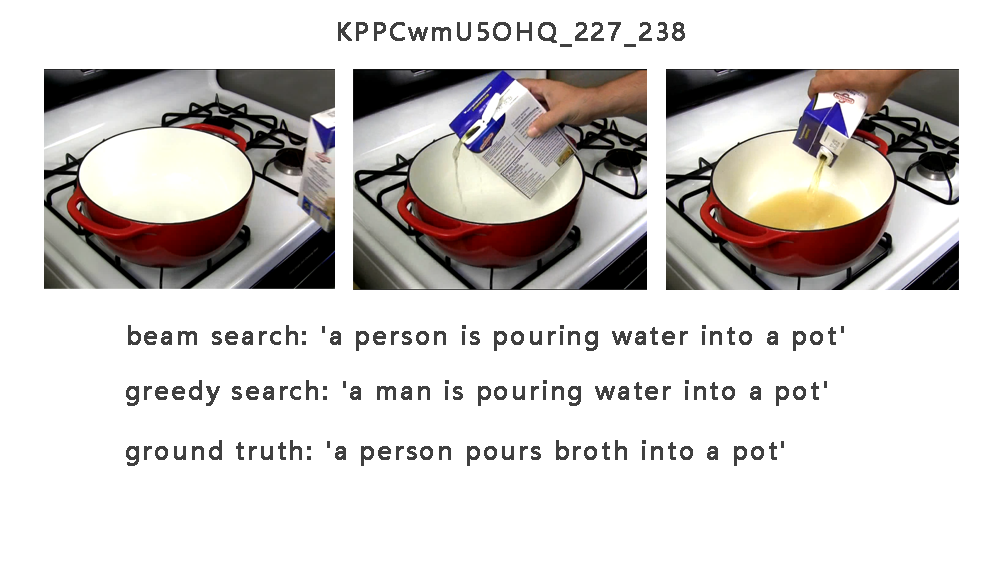 KPPCwmU5OHQ_227_238
beam search: 'a person is pouring water into a pot'
greedy search: 'a man is pouring water into a pot'
ground truth: 'a person pours broth into a pot'